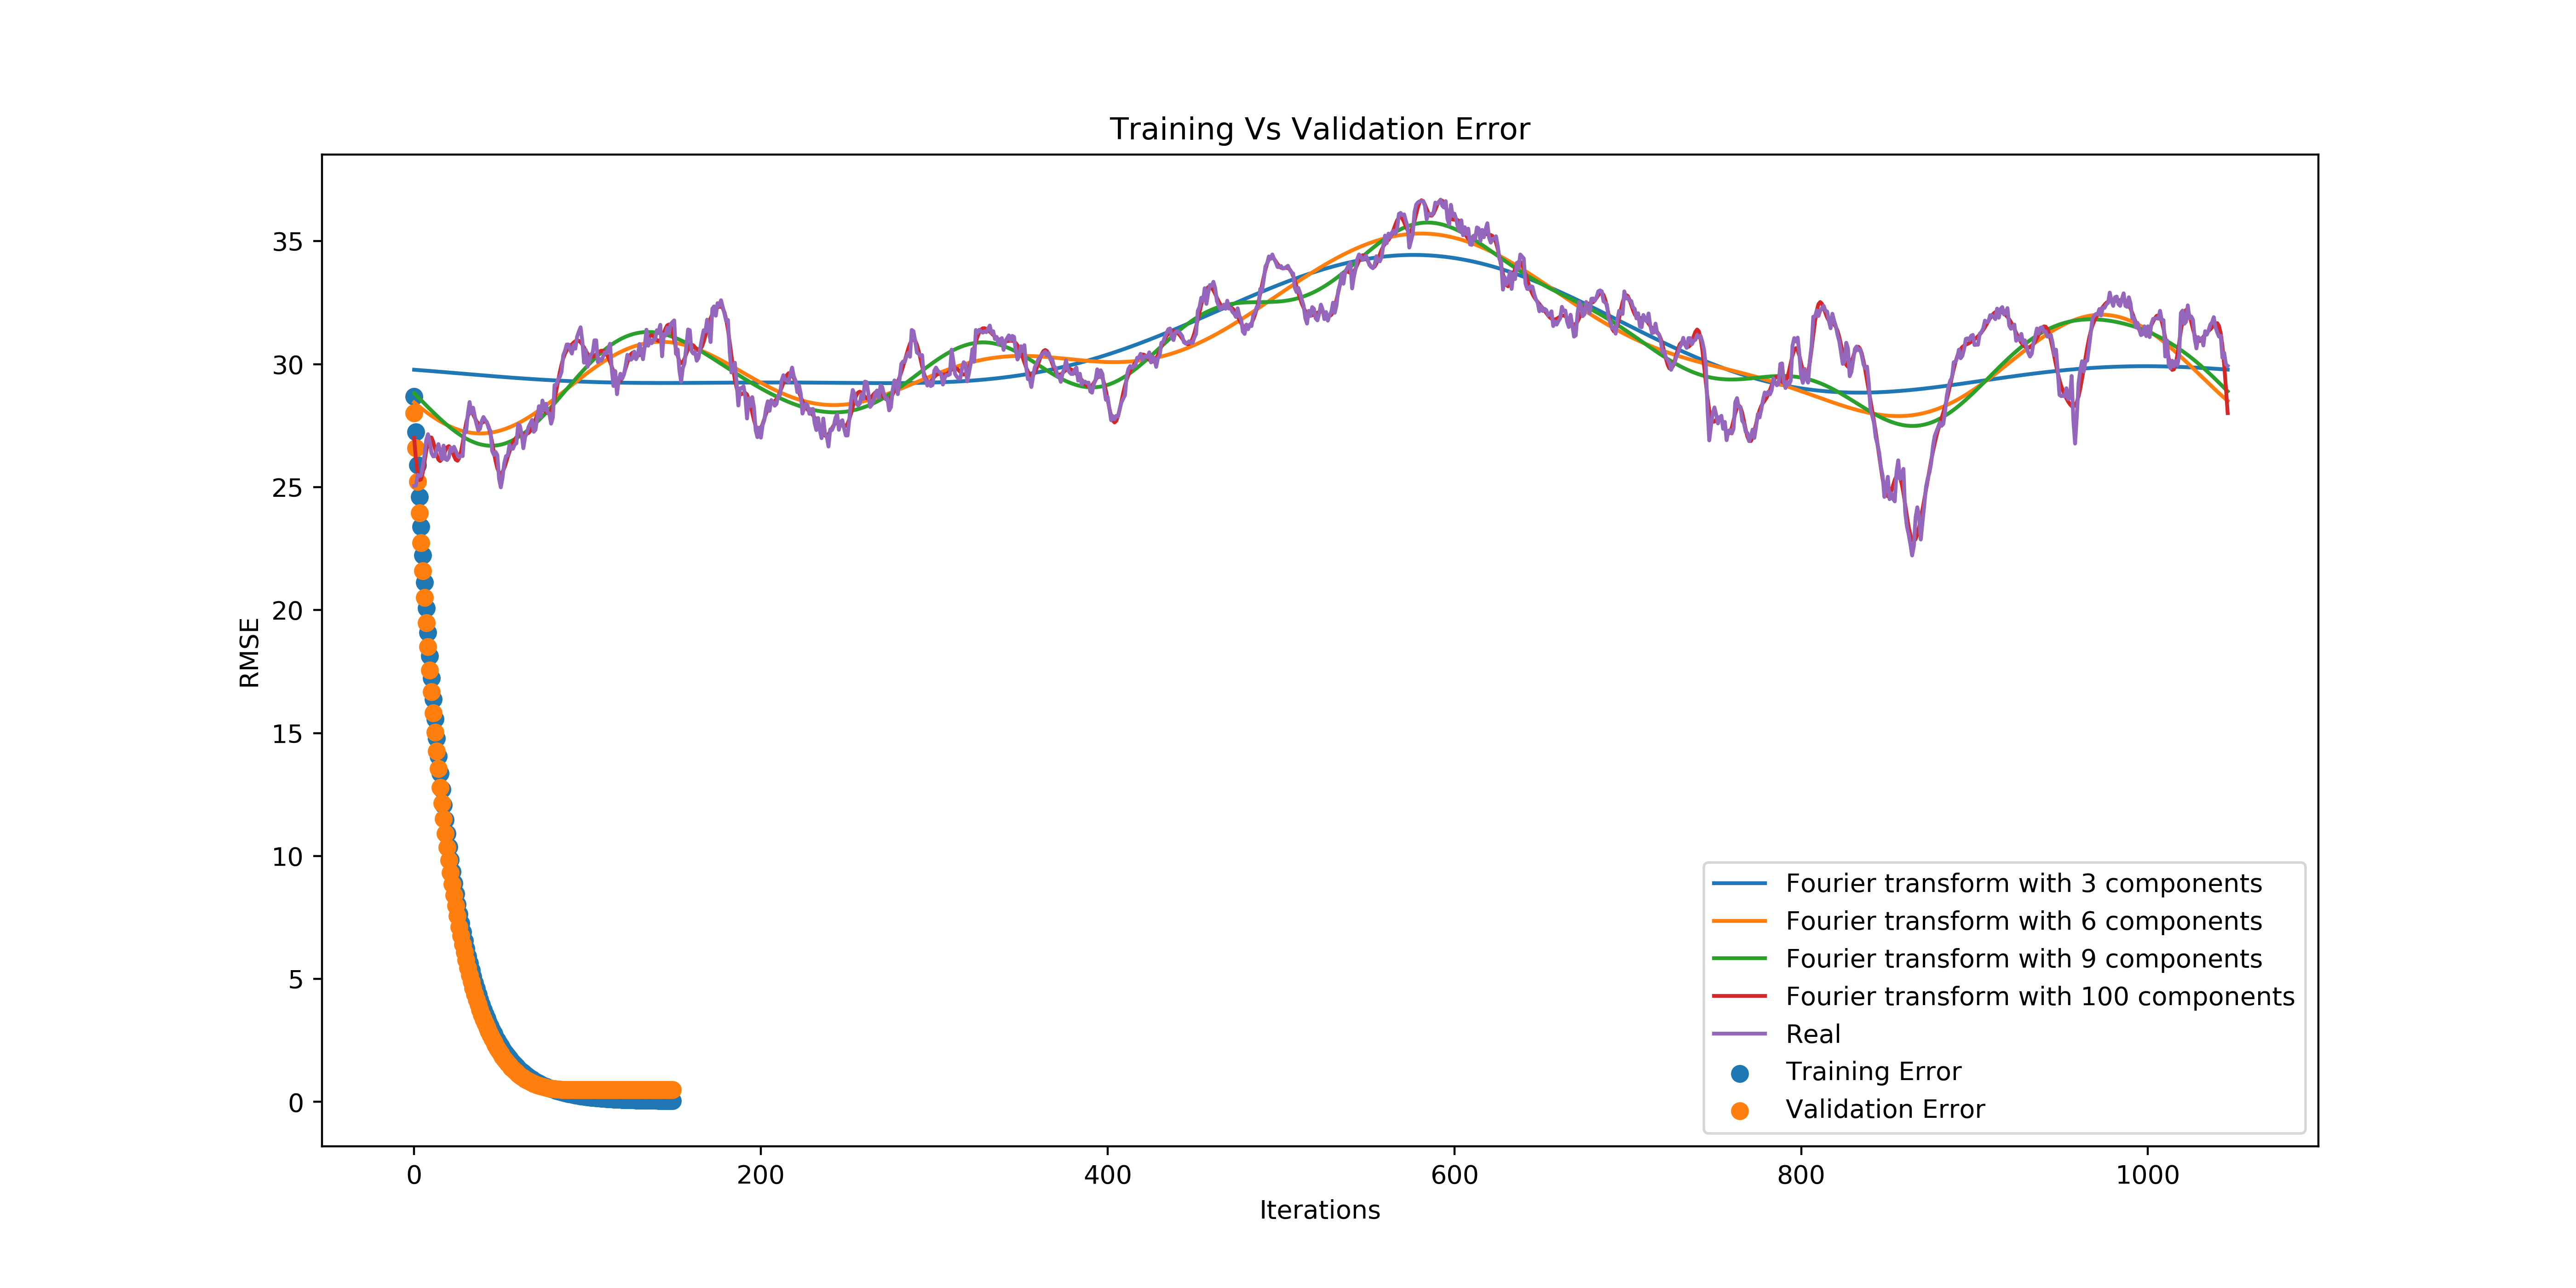 Training Vs Validation Error
RMSE
35
30
25
20
15
10
5
0
0 200 400 600 800 1000
Iterations
Fourier transform with 3 components
Fourier transform with 6 components
Fourier transform with 9 components
Fourier transform with 100 components
Real
Training Error
Validation Error